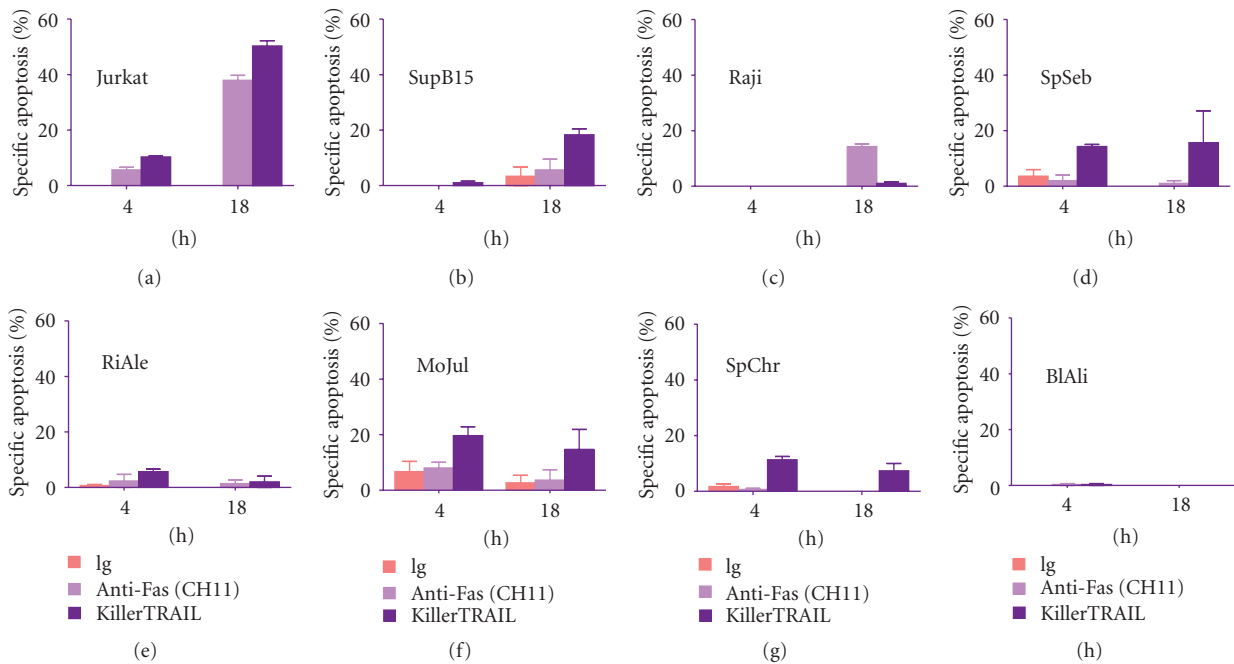 Specific apoptosis (%)
60
40
20
0
Jurkat
4
18
(h)
(a)
Specific apoptosis (%)
60
40
20
0
SupB15
4
18
(h)
(b)
Specific apoptosis (%)
60
40
20
0
Raji
4
18
(h)
(c)
Specific apoptosis (%)
60
40
20
0
SpSeb
4
18
(h)
(d)
Specific apoptosis (%)
60
40
20
0
RiAle
4
18
(h)
lg
Anti-Fas (CH11)
KillerTRAIL
(e)
Specific apoptosis (%)
60
40
20
0
MoJul
4
18
(h)
lg
Anti-Fas (CH11)
KillerTRAIL
(f)
Specific apoptosis (%)
60
40
20
0
SpChr
4
18
(h)
lg
Anti-Fas (CH11)
KillerTRAIL
(g)
Specific apoptosis (%)
60
40
20
0
BlAli
4
18
(h)
lg
Anti-Fas (CH11)
KillerTRAIL
(h)